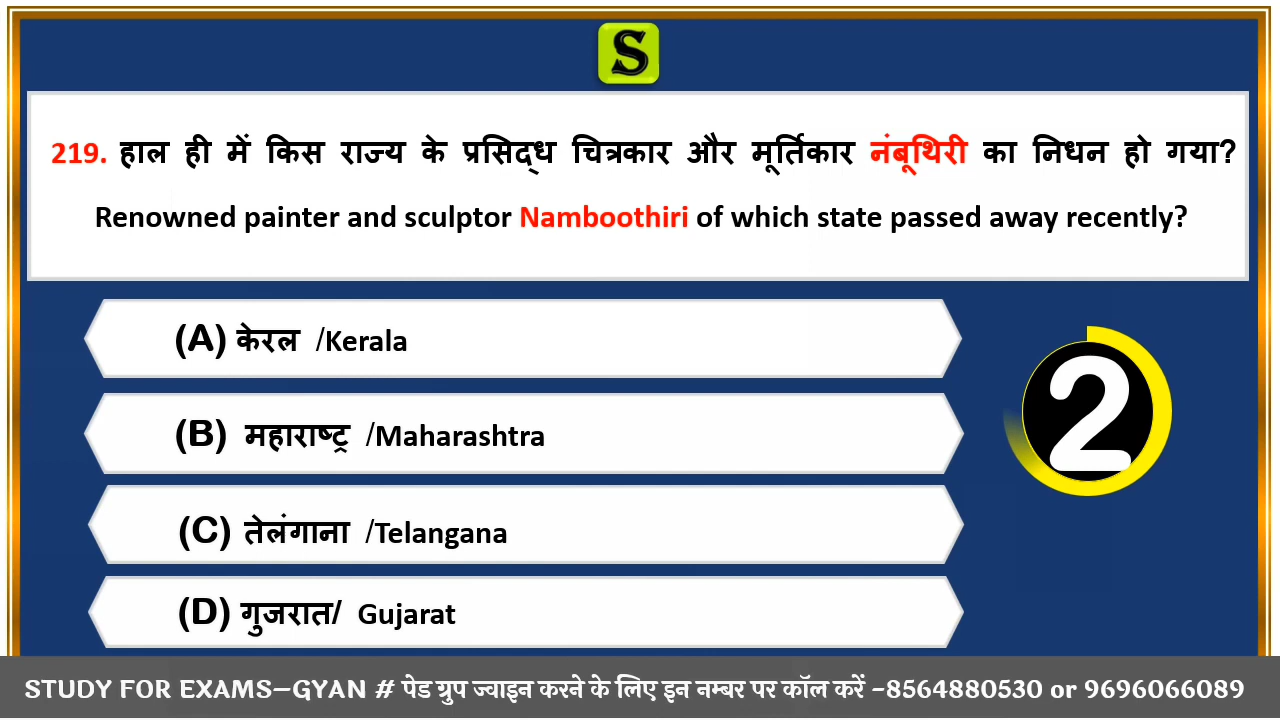 S
219. हाल ही में किस राज्य के प्रसिद्ध चित्रकार और मूर्तिकार नंबूथिरी का निधन हो गया?
Renowned painter and sculptor Namboothiri of which state passed away recently?
(A) केरल /Kerala
(B) महाराष्ट्र /Maharashtra
2
(C) तेलंगाना /Telangana
(D) गुजरात/ Gujarat
STUDY FOR EXAMS-GYAN # पेड ग्रुप ज्वाइन करने के लिए इन नम्बर पर कॉल करें -8564880530 or 9696066089